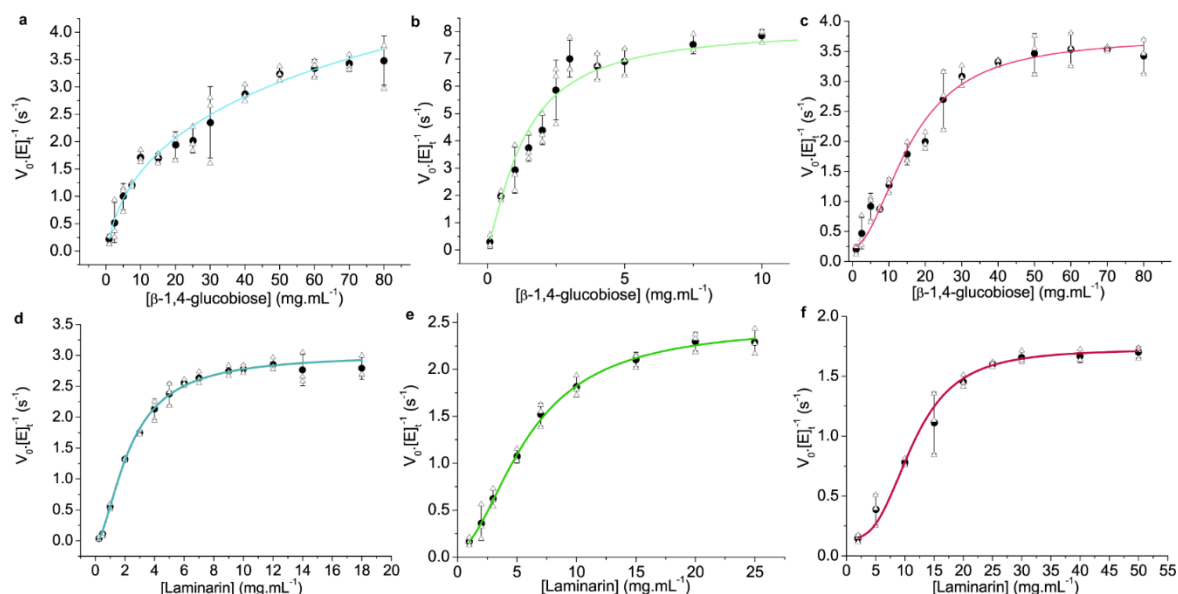 a
V₀.[E]ₜ⁻¹ (s⁻¹)
4.0
3.5
3.0
2.5
2.0
1.5
1.0
0.5
0.0
0 10 20 30 40 50 60 70 80
[β-1,4-glucobiose] (mg.mL⁻¹)
b
V₀.[E]ₜ⁻¹ (s⁻¹)
8
7
6
5
4
3
2
1
0
0 5 10
[β-1,4-glucobiose] (mg.mL⁻¹)
c
V₀.[E]ₜ⁻¹ (s⁻¹)
4.0
3.5
3.0
2.5
2.0
1.5
1.0
0.5
0.0
0 10 20 30 40 50 60 70 80
[β-1,4-glucobiose] (mg.mL⁻¹)
d
V₀.[E]ₜ⁻¹ (s⁻¹)
3.5
3.0
2.5
2.0
1.5
1.0
0.5
0.0
0 2 4 6 8 10 12 14 16 18 20
[Laminarin] (mg.mL⁻¹)
e
V₀.[E]ₜ⁻¹ (s⁻¹)
2.5
2.0
1.5
1.0
0.5
0.0
0 5 10 15 20 25
[Laminarin] (mg.mL⁻¹)
f
V₀.[E]ₜ⁻¹ (s⁻¹)
2.0
1.5
1.0
0.5
0.0
0 5 10 15 20 25 30 35 40 45 50 55
[Laminarin] (mg.mL⁻¹)